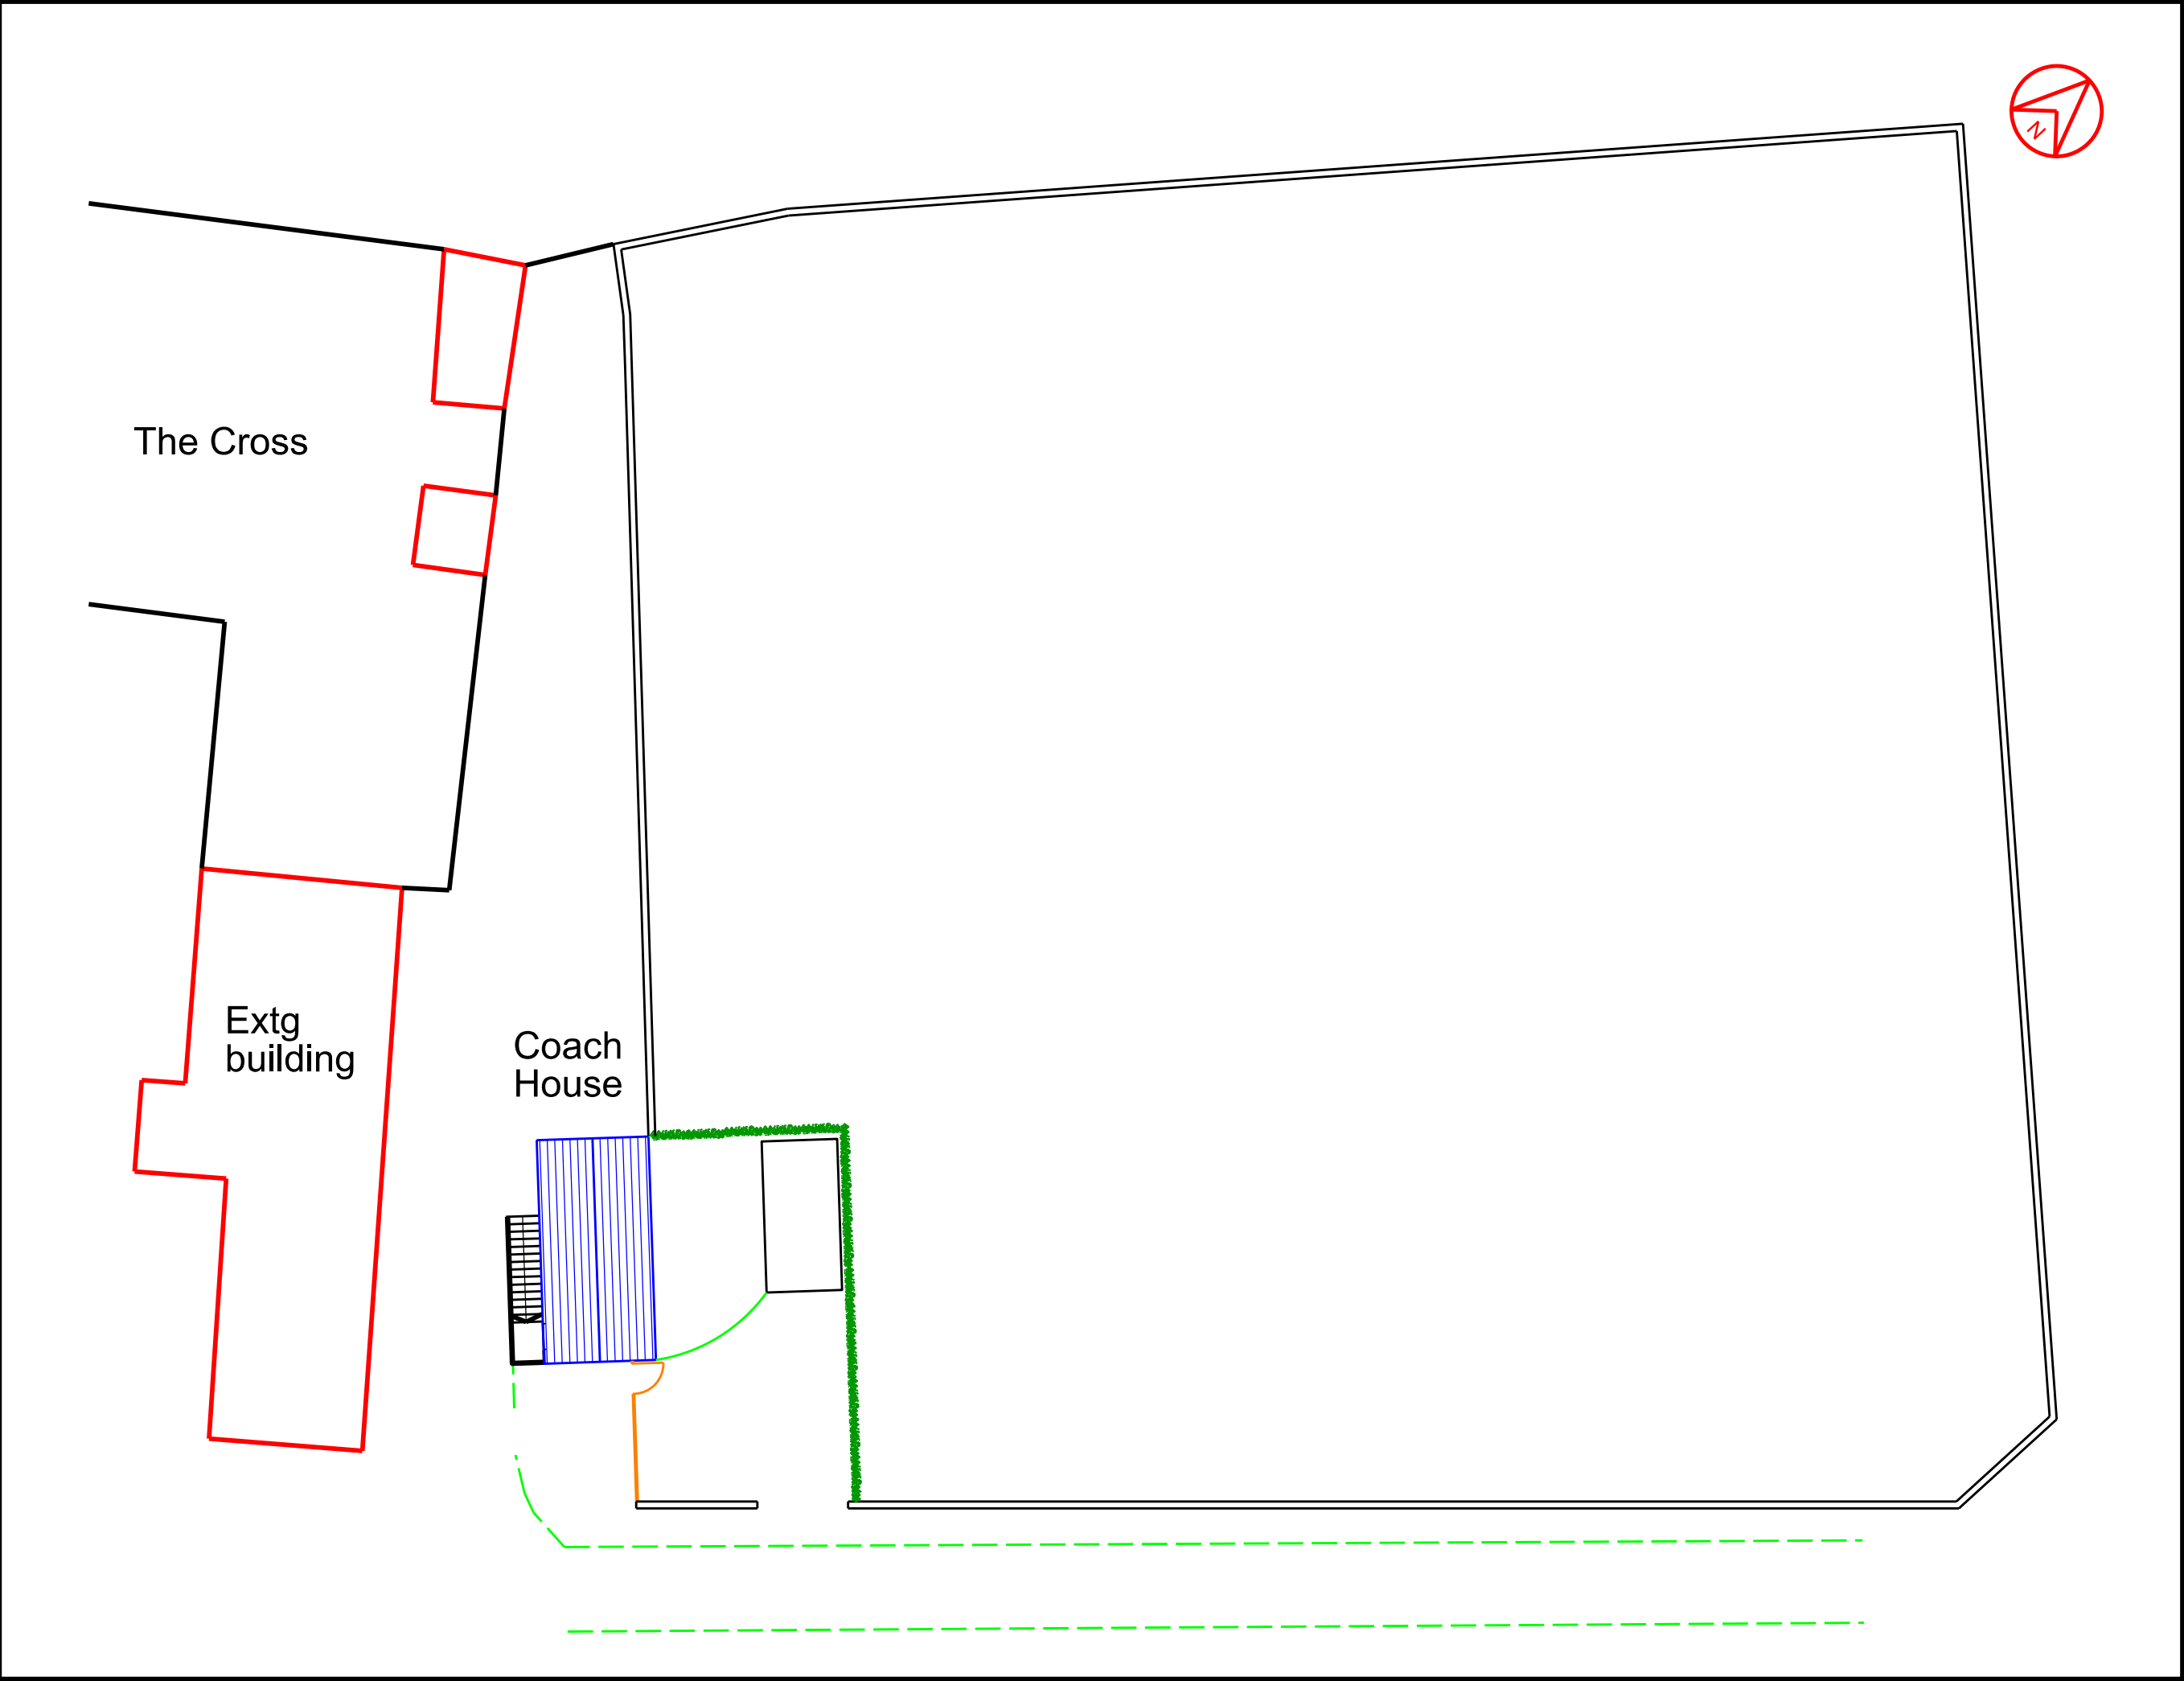 N
The Cross
Extg
building
Coach
House